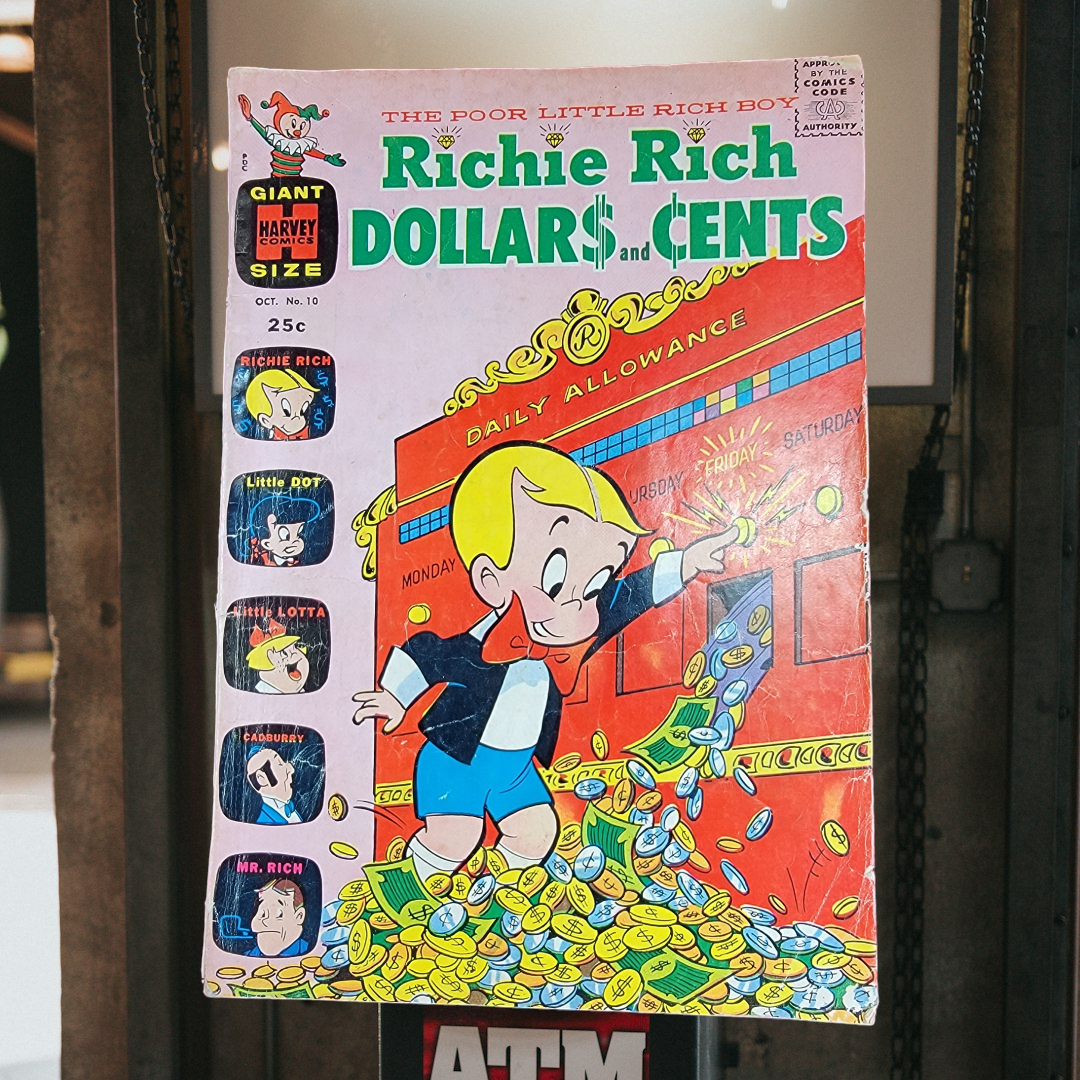 THE POOR LITTLE RICH BOY
Richie Rich
DOLLAR$ and ¢ENTS
APPROVED
BY THE
COMICS
CODE
CA
AUTHORITY
PDC
GIANT
H
HARVEY
COMICS
SIZE
OCT. No. 10
25c
RICHIE RICH
Little DOT
Little LOTTA
CADBURRY
MR. RICH
R
DAILY ALLOWANCE
MONDAY
URSDAY
FRIDAY
SATURDAY
ATM